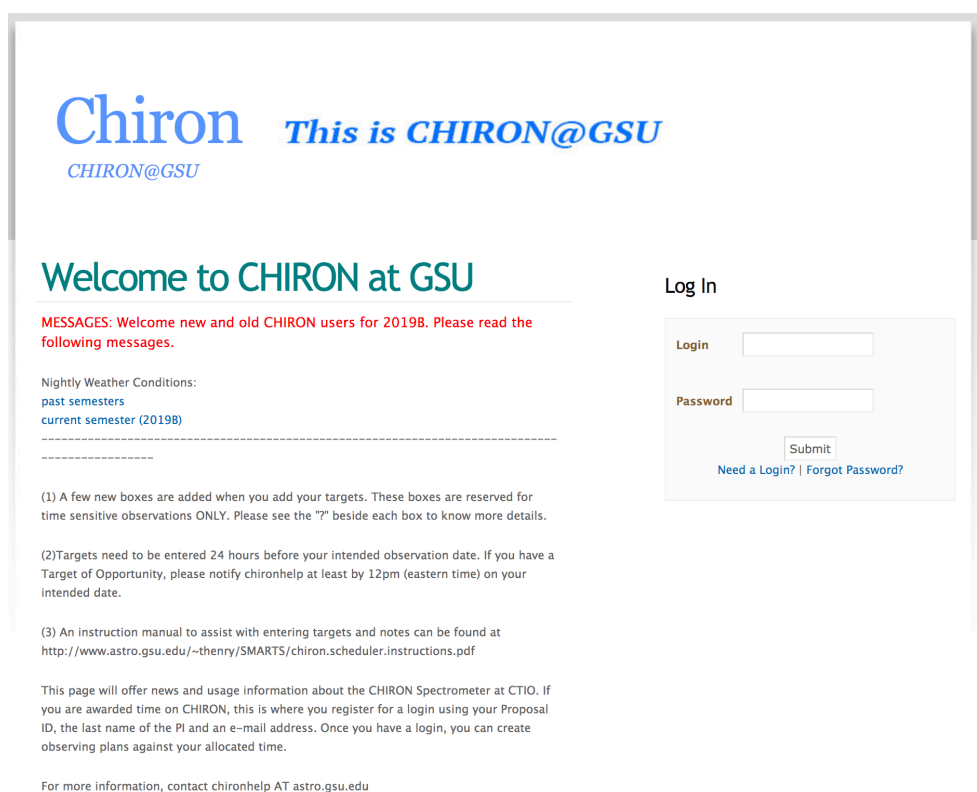 Chiron
This is CHIRON@GSU
CHIRON@GSU
Welcome to CHIRON at GSU
MESSAGES: Welcome new and old CHIRON users for 2019B. Please read the
following messages.
Nightly Weather Conditions:
past semesters
current semester (2019B)
------------------------------------------------------------------------------
-----------------
(1) A few new boxes are added when you add your targets. These boxes are reserved for
time sensitive observations ONLY. Please see the "?" beside each box to know more details.
(2)Targets need to be entered 24 hours before your intended observation date. If you have a
Target of Opportunity, please notify chironhelp at least by 12pm (eastern time) on your
intended date.
(3) An instruction manual to assist with entering targets and notes can be found at
http://www.astro.gsu.edu/~thenry/SMARTS/chiron.scheduler.instructions.pdf
This page will offer news and usage information about the CHIRON Spectrometer at CTIO. If
you are awarded time on CHIRON, this is where you register for a login using your Proposal
ID, the last name of the PI and an e-mail address. Once you have a login, you can create
observing plans against your allocated time.
For more information, contact chironhelp AT astro.gsu.edu
Log In
Login
Password
Submit
Need a Login? | Forgot Password?